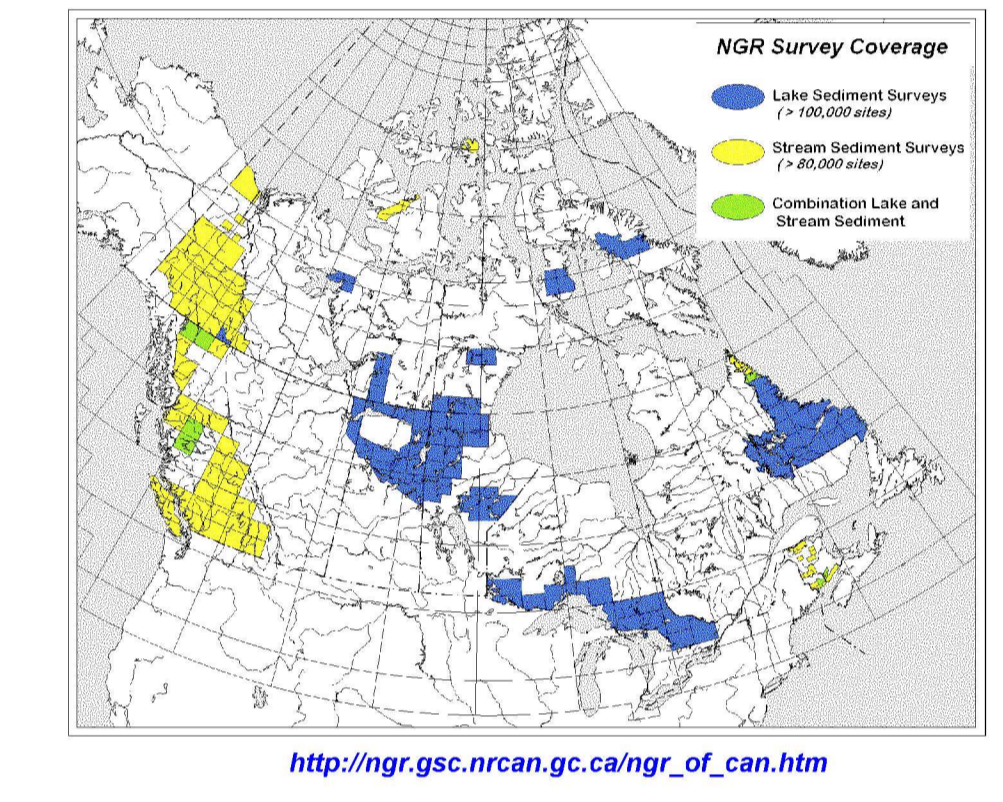 NGR Survey Coverage
Lake Sediment Surveys
( > 100,000 sites)
Stream Sediment Surveys
(> 80,000 sites)
Combination Lake and
Stream Sediment
http://ngr.gsc.nrcan.gc.ca/ngr_of_can.htm